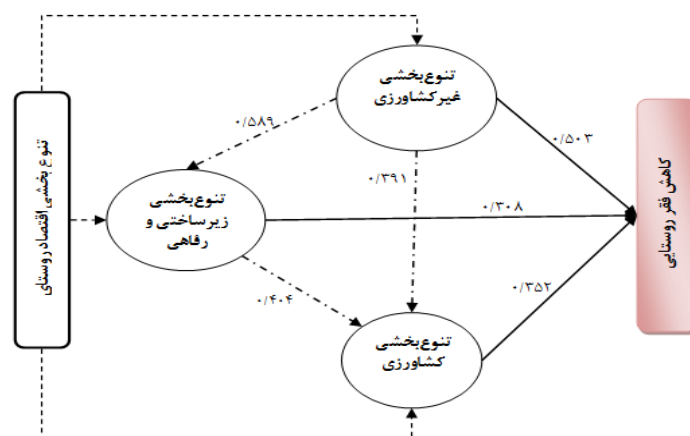 تنوع‌بخشی
غیرکشاورزی
۰/۵۸۹
۰/۵۰۳
۰/۳۹۱
تنوع بخشی اقتصاد روستای
تنوع‌بخشی
زیرساختی و
رفاهی
۰/۳۰۸
کاهش فقر روستایی
۰/۴۰۴
۰/۳۵۲
تنوع‌بخشی
کشاورزی